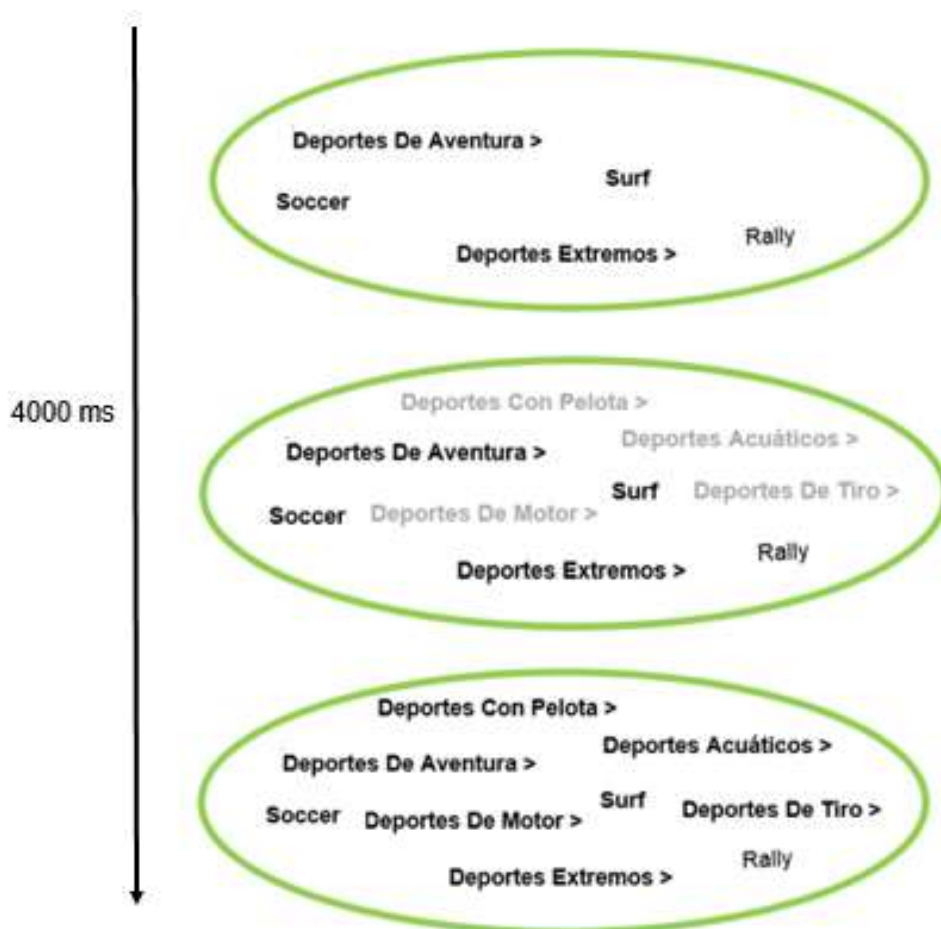 Deportes De Aventura >
Surf
Soccer
Rally
Deportes Extremos >
4000 ms
Deportes Con Pelota >
Deportes Acuáticos >
Deportes De Aventura >
Surf
Deportes De Tiro >
Soccer
Deportes De Motor >
Rally
Deportes Extremos >
Deportes Con Pelota >
Deportes Acuáticos >
Deportes De Aventura >
Surf
Deportes De Tiro >
Soccer
Deportes De Motor >
Rally
Deportes Extremos >